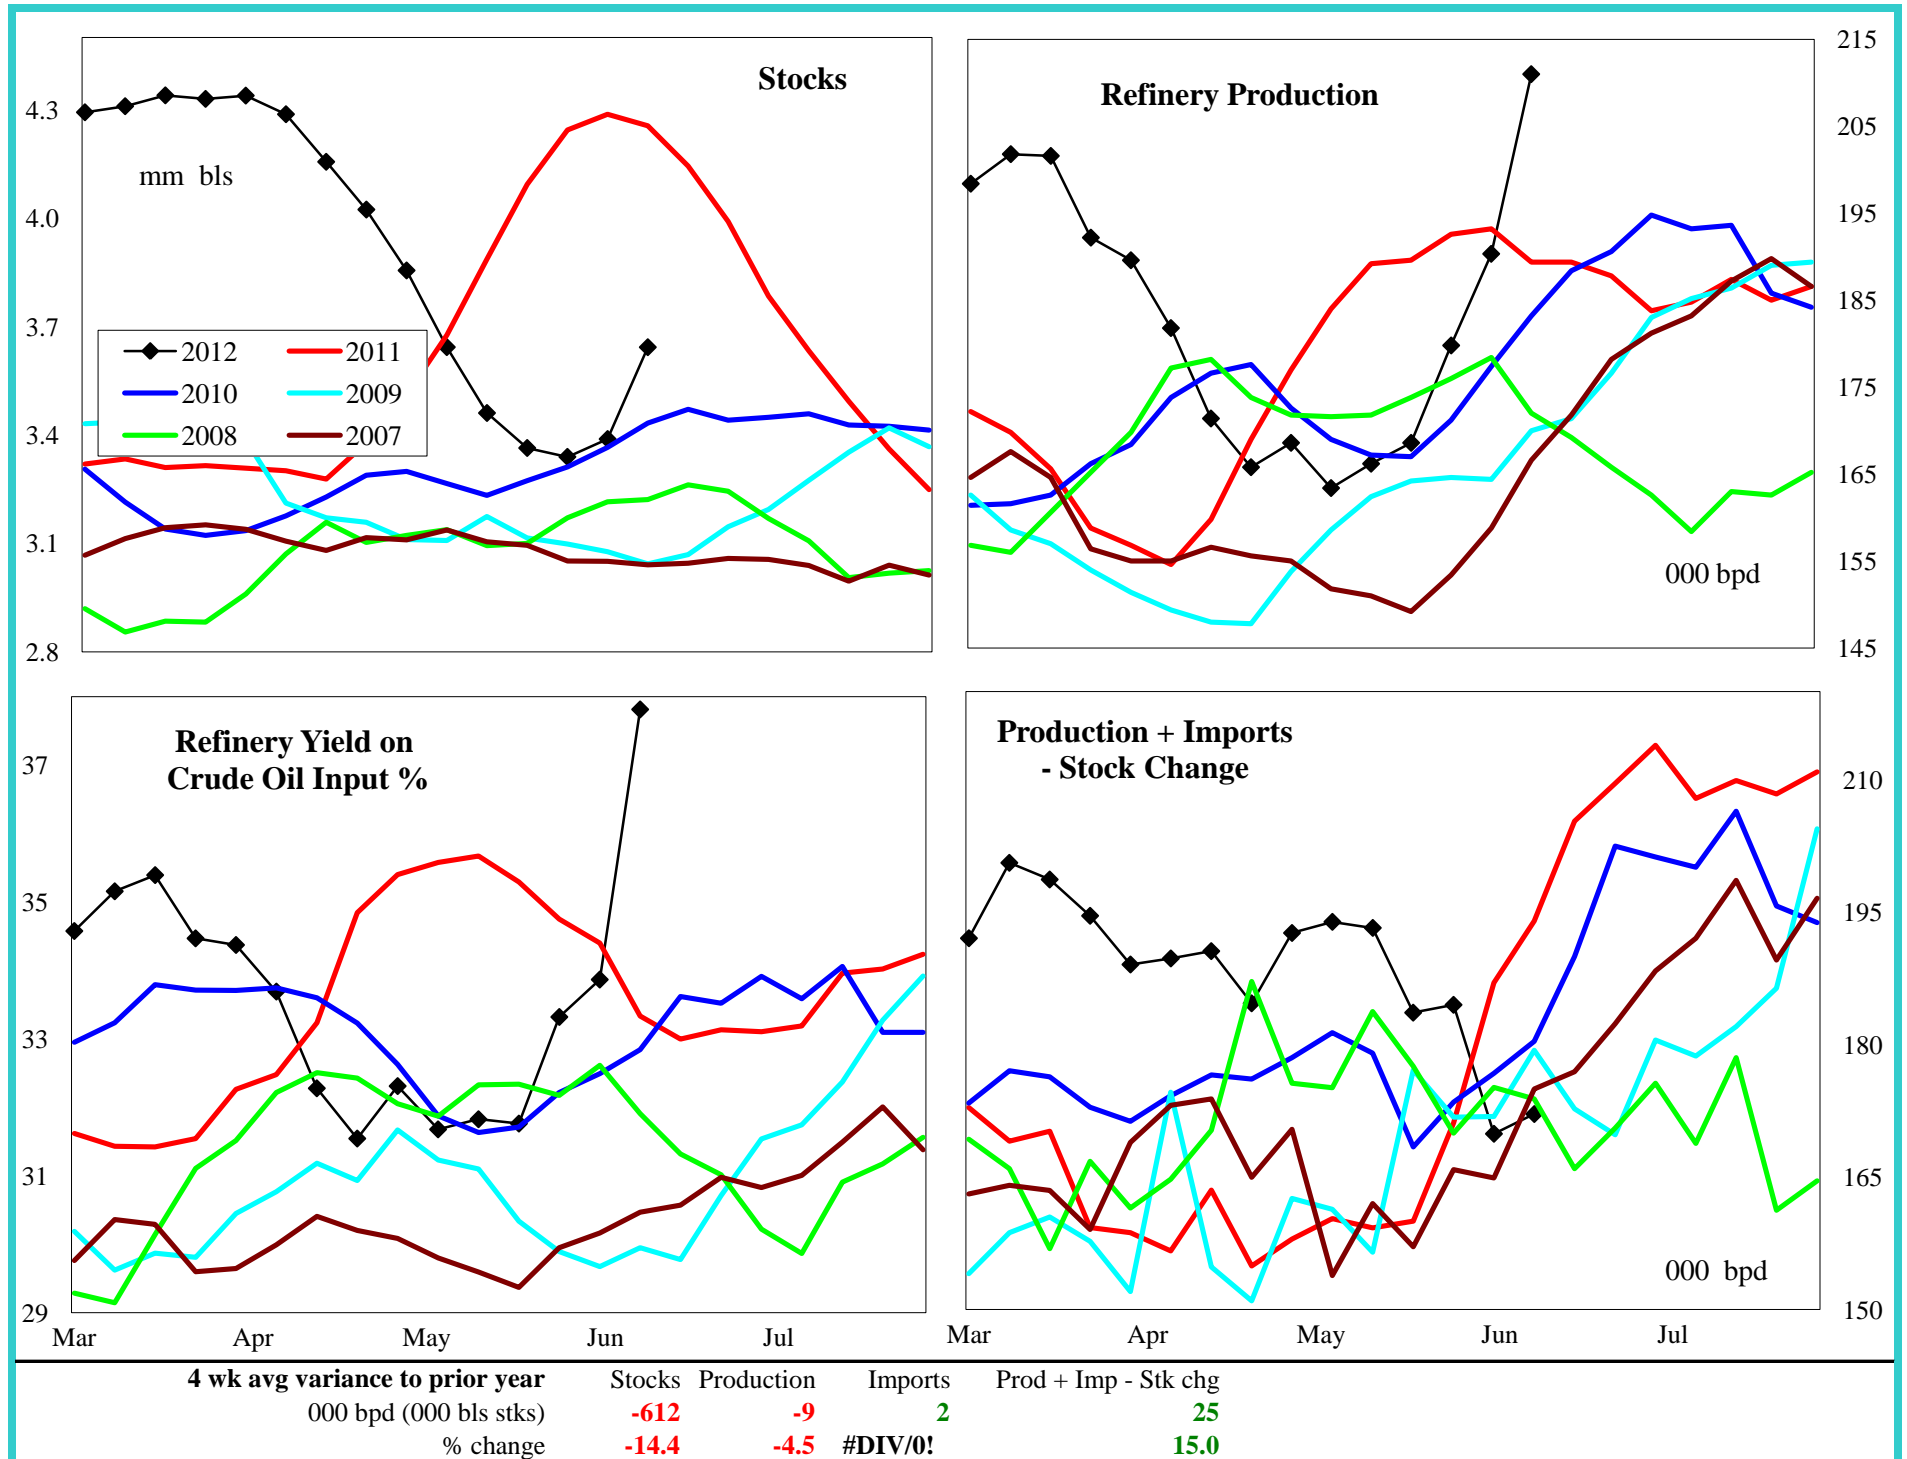 Stocks
mm bls
4.3
4.0
3.7
3.4
3.1
2.8
2012
2011
2010
2009
2008
2007
Refinery Production
000 bpd
215
205
195
185
175
165
155
145
Refinery Yield on
Crude Oil Input %
37
35
33
31
29
Mar Apr May Jun Jul
Production + Imports
- Stock Change
000 bpd
210
195
180
165
150
Mar Apr May Jun Jul
4 wk avg variance to prior year Stocks Production Imports Prod + Imp - Stk chg
000 bpd (000 bls stks) -612 -9 2 25
% change -14.4 -4.5 #DIV/0! 15.0